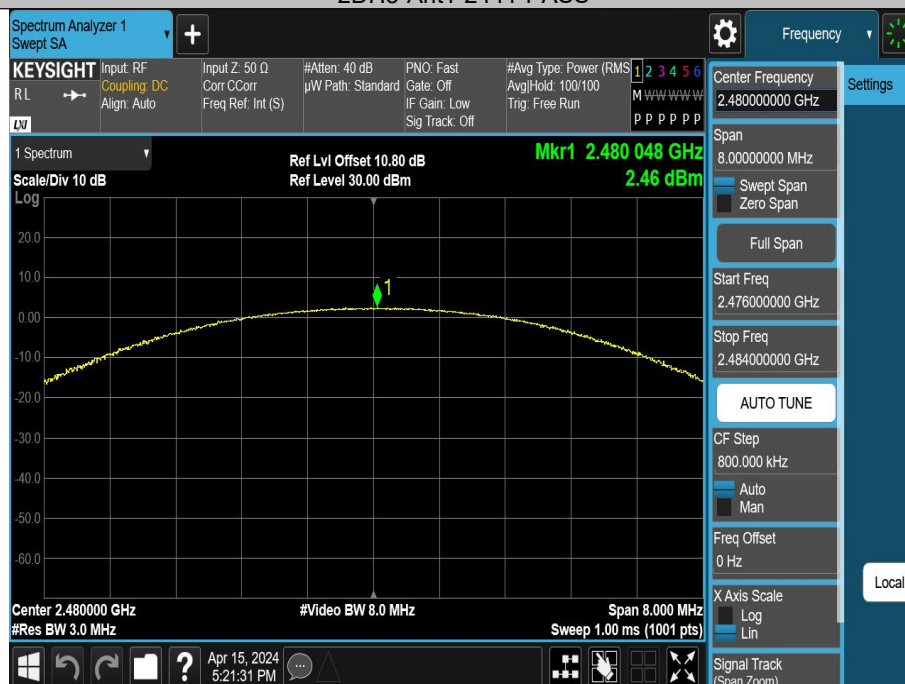 Spectrum Analyzer 1
Swept SA
Frequency
KEYSIGHT
RL
LXI
Input: RF
Coupling: DC
Align: Auto
Input Z: 50 Ω
Corr CCorr
Freq Ref: Int (S)
#Atten: 40 dB
µW Path: Standard
PNO: Fast
Gate: Off
IF Gain: Low
Sig Track: Off
#Avg Type: Power (RMS
Avg|Hold: 100/100
Trig: Free Run
1 2 3 4 5 6
M W W W W W
P P P P P P
Center Frequency
2.480000000 GHz
Settings
Span
8.00000000 MHz
Swept Span
Zero Span
Full Span
Start Freq
2.476000000 GHz
Stop Freq
2.484000000 GHz
AUTO TUNE
CF Step
800.000 kHz
Auto
Man
Freq Offset
0 Hz
Local
X Axis Scale
Log
Lin
Signal Track
(Span Zoom)
1 Spectrum
Scale/Div 10 dB
Log
Ref Lvl Offset 10.80 dB
Ref Level 30.00 dBm
Mkr1 2.480 048 GHz
2.46 dBm
20.0
10.0
1
0.00
-10.0
-20.0
-30.0
-40.0
-50.0
-60.0
Center 2.480000 GHz
#Video BW 8.0 MHz
Span 8.000 MHz
#Res BW 3.0 MHz
Sweep 1.00 ms (1001 pts)
?
Apr 15, 2024
5:21:31 PM